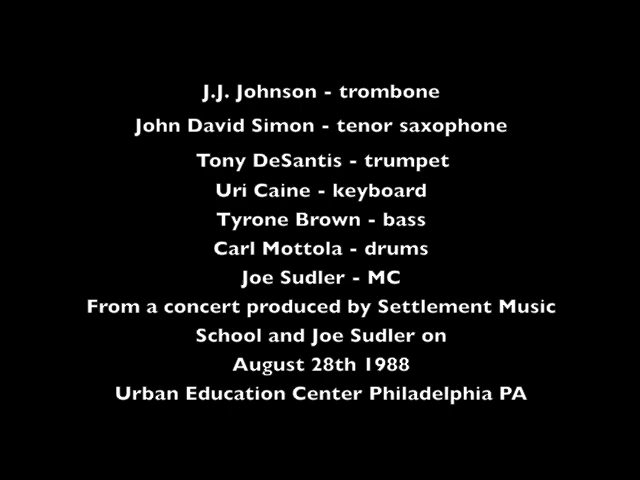 J.J. Johnson - trombone
John David Simon - tenor saxophone
Tony DeSantis - trumpet
Uri Caine - keyboard
Tyrone Brown - bass
Carl Mottola - drums
Joe Sudler - MC
From a concert produced by Settlement Music
School and Joe Sudler on
August 28th 1988
Urban Education Center Philadelphia PA